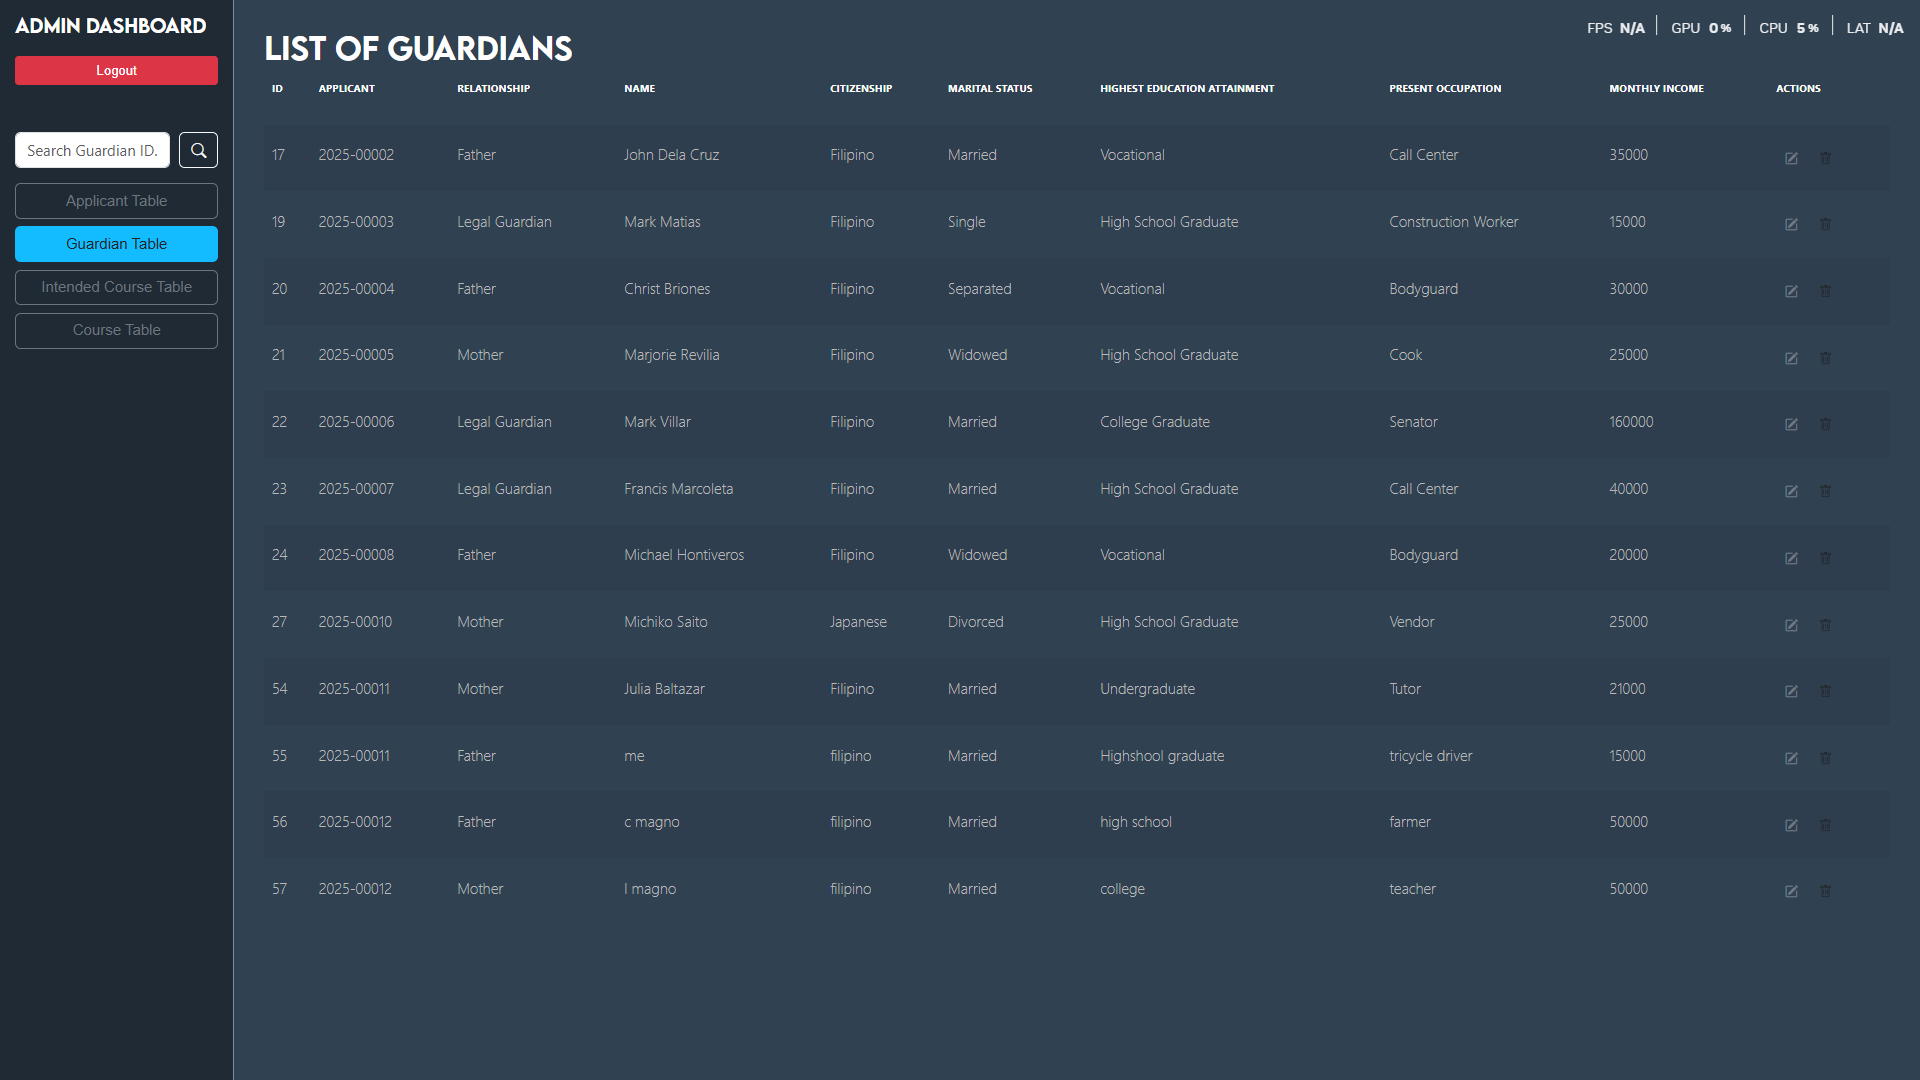 ADMIN DASHBOARD
Logout
Search Guardian ID.
Applicant Table
Guardian Table
Intended Course Table
Course Table
FPS N/A GPU 0% CPU 5% LAT N/A
LIST OF GUARDIANS
ID APPLICANT RELATIONSHIP NAME CITIZENSHIP MARITAL STATUS HIGHEST EDUCATION ATTAINMENT PRESENT OCCUPATION MONTHLY INCOME ACTIONS
17 2025-00002 Father John Dela Cruz Filipino Married Vocational Call Center 35000
19 2025-00003 Legal Guardian Mark Matias Filipino Single High School Graduate Construction Worker 15000
20 2025-00004 Father Christ Briones Filipino Separated Vocational Bodyguard 30000
21 2025-00005 Mother Marjorie Revilia Filipino Widowed High School Graduate Cook 25000
22 2025-00006 Legal Guardian Mark Villar Filipino Married College Graduate Senator 160000
23 2025-00007 Legal Guardian Francis Marcoleta Filipino Married High School Graduate Call Center 40000
24 2025-00008 Father Michael Hontiveros Filipino Widowed Vocational Bodyguard 20000
27 2025-00010 Mother Michiko Saito Japanese Divorced High School Graduate Vendor 25000
54 2025-00011 Mother Julia Baltazar Filipino Married Undergraduate Tutor 21000
55 2025-00011 Father me filipino Married Highshool graduate tricycle driver 15000
56 2025-00012 Father c magno filipino Married high school farmer 50000
57 2025-00012 Mother l magno filipino Married college teacher 50000